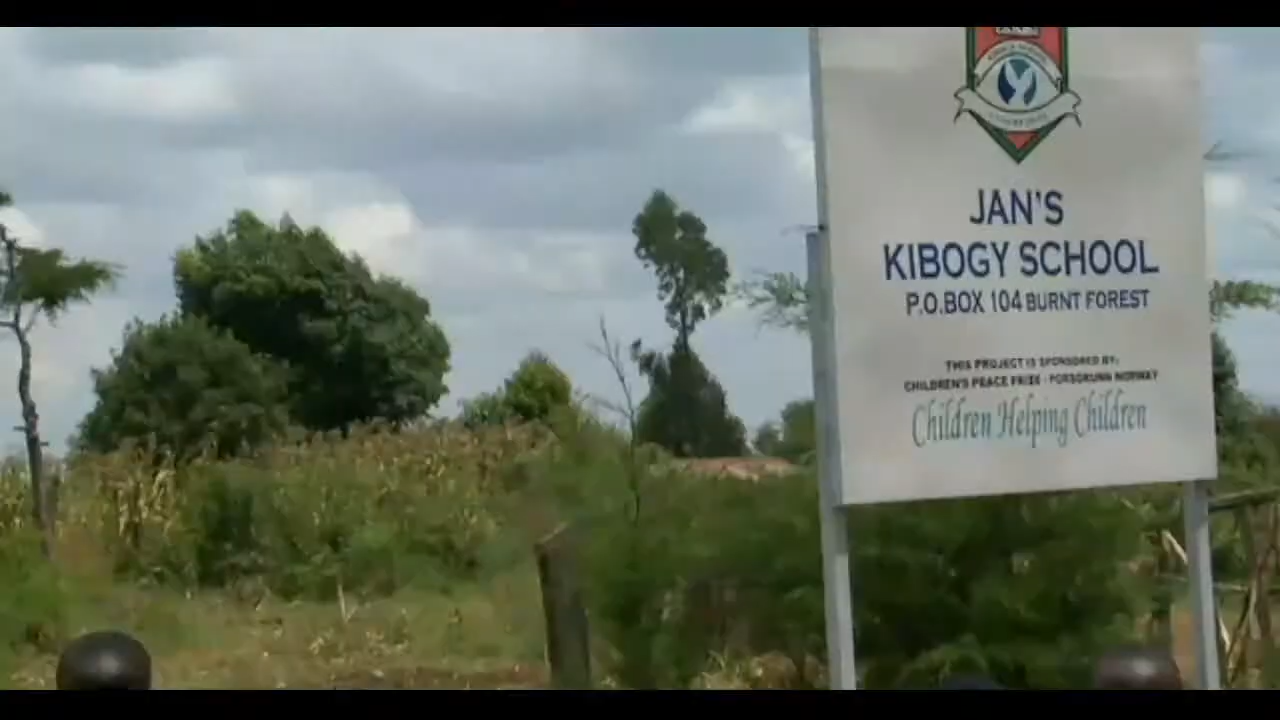 JAN'S
KIBOGY SCHOOL
P.O.BOX 104 BURNT FOREST
THIS PROJECT IS SPONSORED BY:
CHILDREN'S PEACE PRIZE - FORSOKUNN NORWAY
Children Helping Children